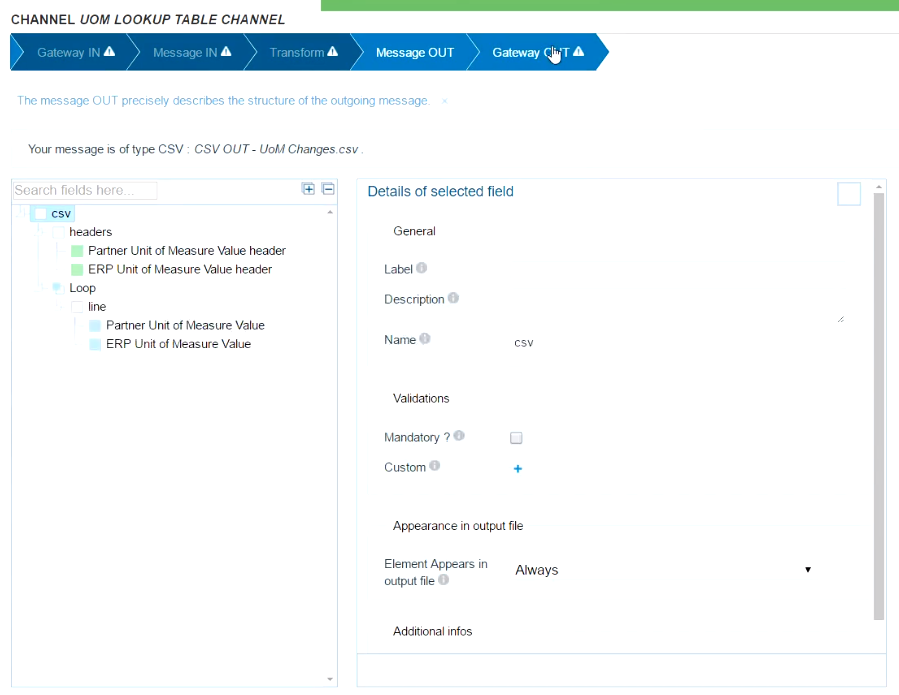 CHANNEL UOM LOOKUP TABLE CHANNEL
Gateway IN Message IN Transform Message OUT Gateway OUT
The message OUT precisely describes the structure of the outgoing message. ×
Your message is of type CSV : CSV OUT - UoM Changes.csv .
Search fields here...
csv
headers
Partner Unit of Measure Value header
ERP Unit of Measure Value header
Loop
line
Partner Unit of Measure Value
ERP Unit of Measure Value
Details of selected field
General
Label
Description
Name csv
Validations
Mandatory ?
Custom +
Appearance in output file
Element Appears in
output file Always
Additional infos